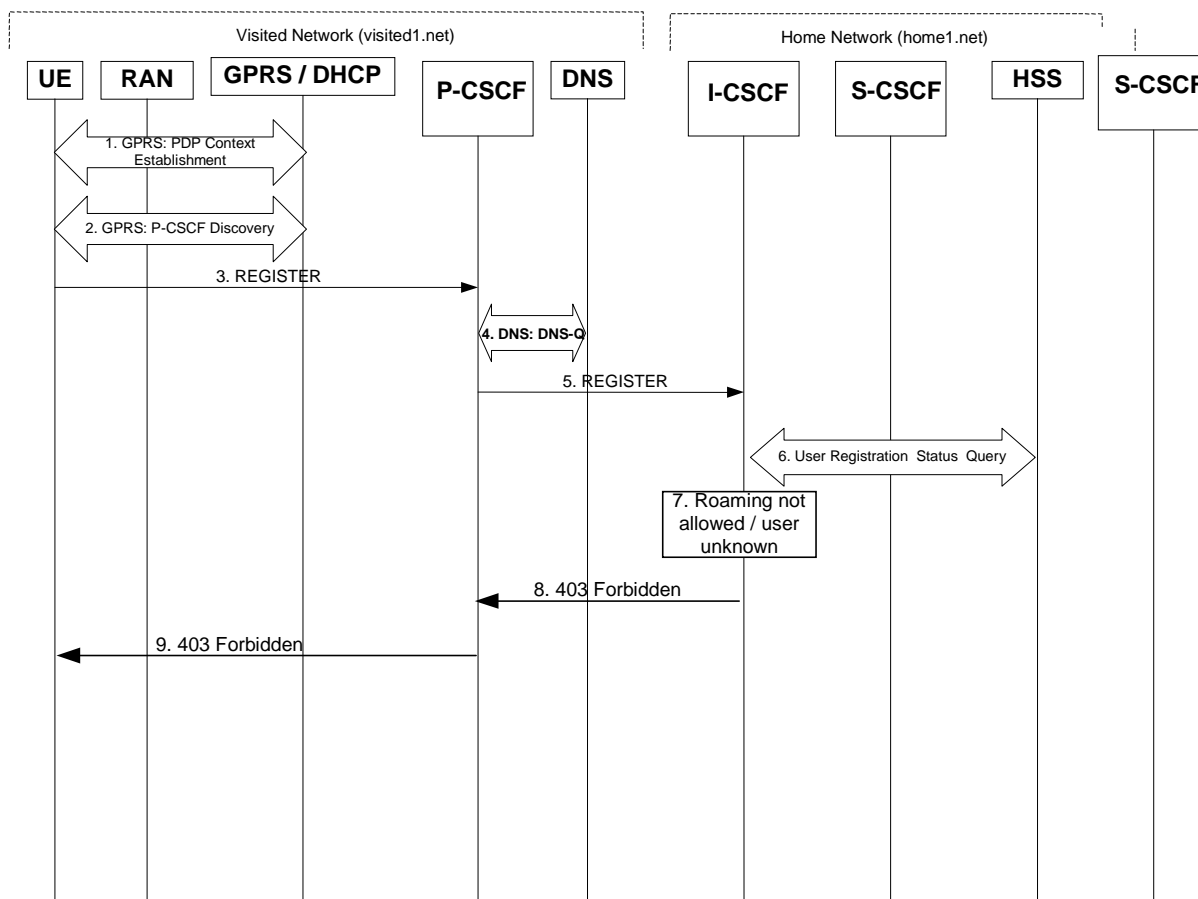 Visited Network (visited1.net)
Home Network (home1.net)
UE
RAN
GPRS / DHCP
P-CSCF
DNS
I-CSCF
S-CSCF
HSS
S-CSCF
1. GPRS: PDP Context
Establishment
2. GPRS: P-CSCF Discovery
3. REGISTER
4. DNS: DNS-Q
5. REGISTER
6. User Registration Status Query
7. Roaming not
allowed / user
unknown
8. 403 Forbidden
9. 403 Forbidden